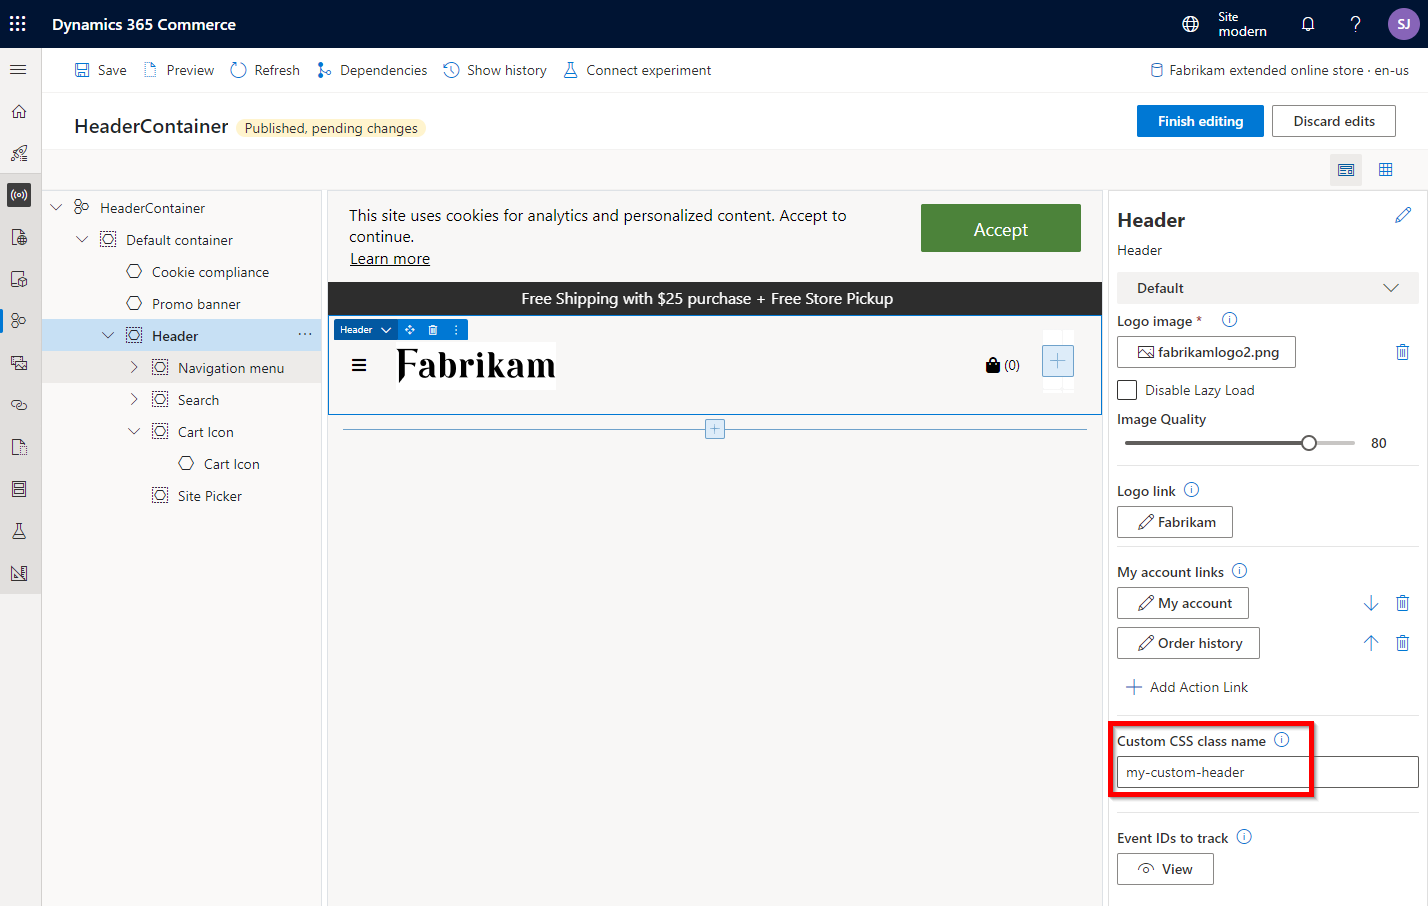 Dynamics 365 Commerce
Site
modern
?
SJ
Save
Preview
Refresh
Dependencies
Show history
Connect experiment
Fabrikam extended online store · en-us
HeaderContainer
Published, pending changes
Finish editing
Discard edits
HeaderContainer
Default container
Cookie compliance
Promo banner
Header
Navigation menu
Search
Cart Icon
Cart Icon
Site Picker
This site uses cookies for analytics and personalized content. Accept to
continue.
Learn more
Accept
Free Shipping with $25 purchase + Free Store Pickup
Header
Fabrikam
(0)
Header
Header
Default
Logo image *
fabrikamlogo2.png
Disable Lazy Load
Image Quality
80
Logo link
Fabrikam
My account links
My account
Order history
Add Action Link
Custom CSS class name
my-custom-header
Event IDs to track
View